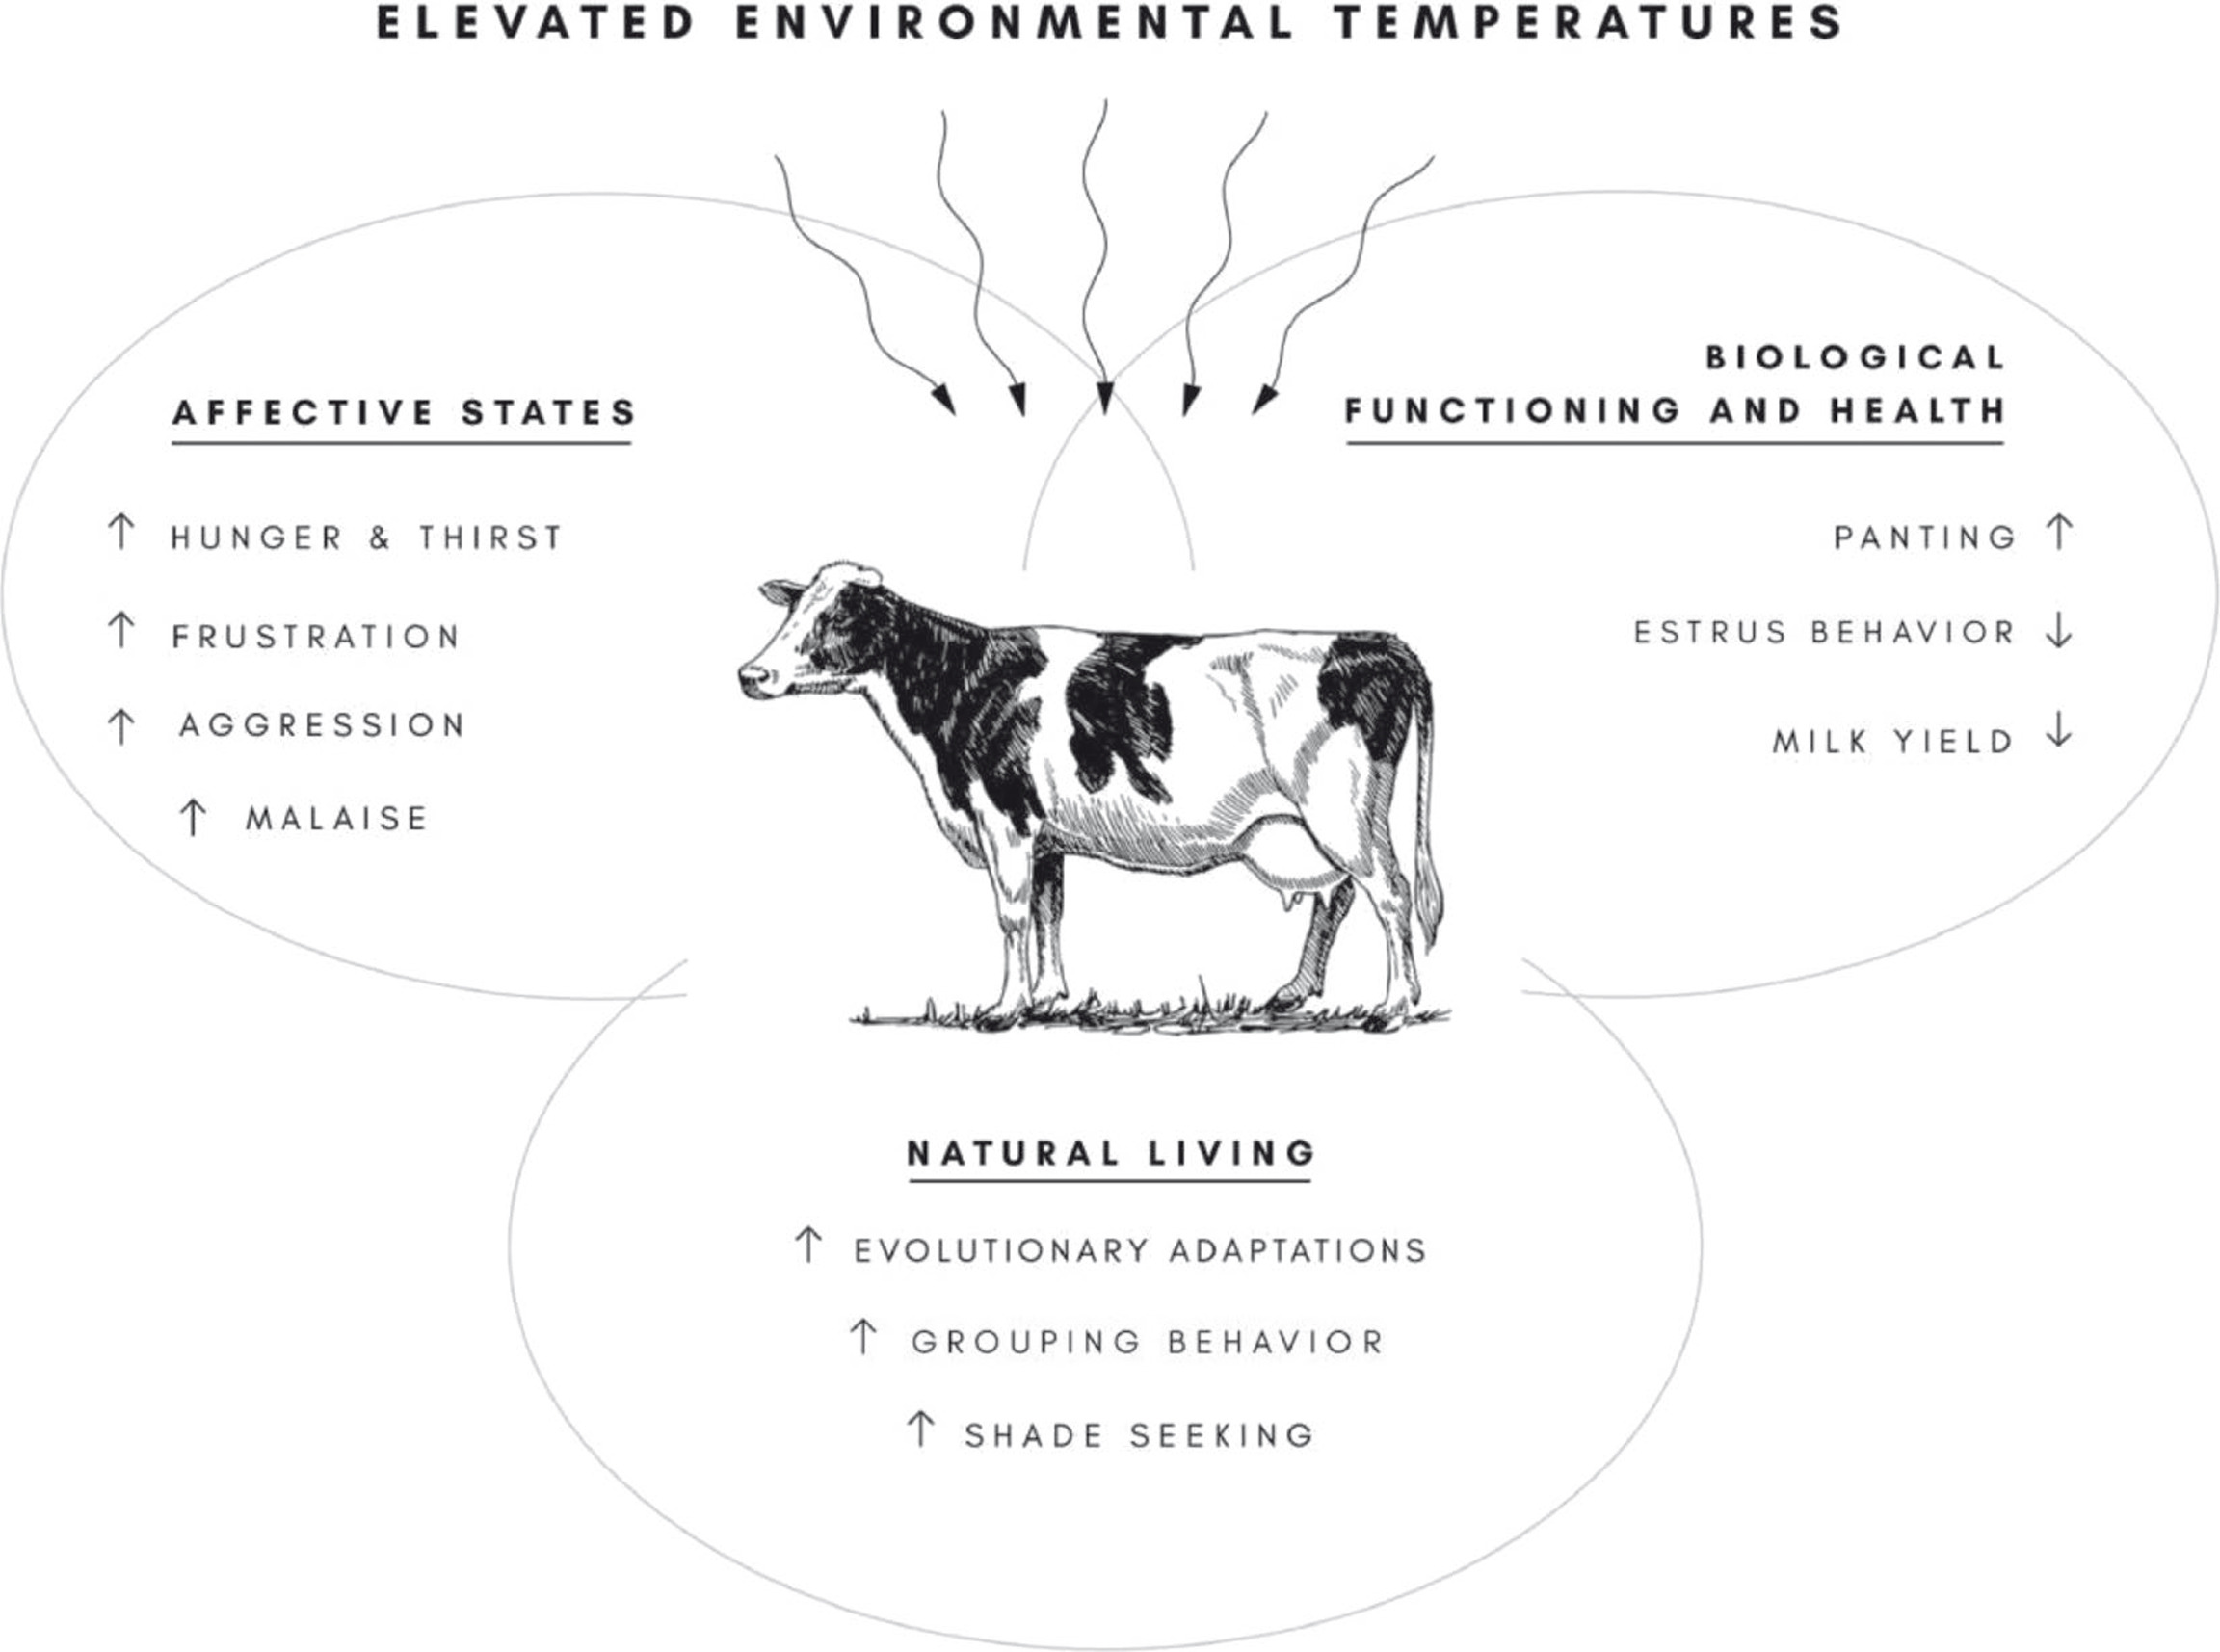 ELEVATED ENVIRONMENTAL TEMPERATURES
AFFECTIVE STATES
↑ HUNGER & THIRST
↑ FRUSTRATION
↑ AGGRESSION
↑ MALAISE
BIOLOGICAL
FUNCTIONING AND HEALTH
PANTING ↑
ESTRUS BEHAVIOR ↓
MILK YIELD ↓
NATURAL LIVING
↑ EVOLUTIONARY ADAPTATIONS
↑ GROUPING BEHAVIOR
↑ SHADE SEEKING